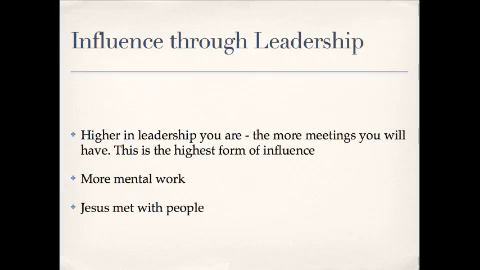 Influence through Leadership
Higher in leadership you are - the more meetings you will
have. This is the highest form of influence
More mental work
Jesus met with people